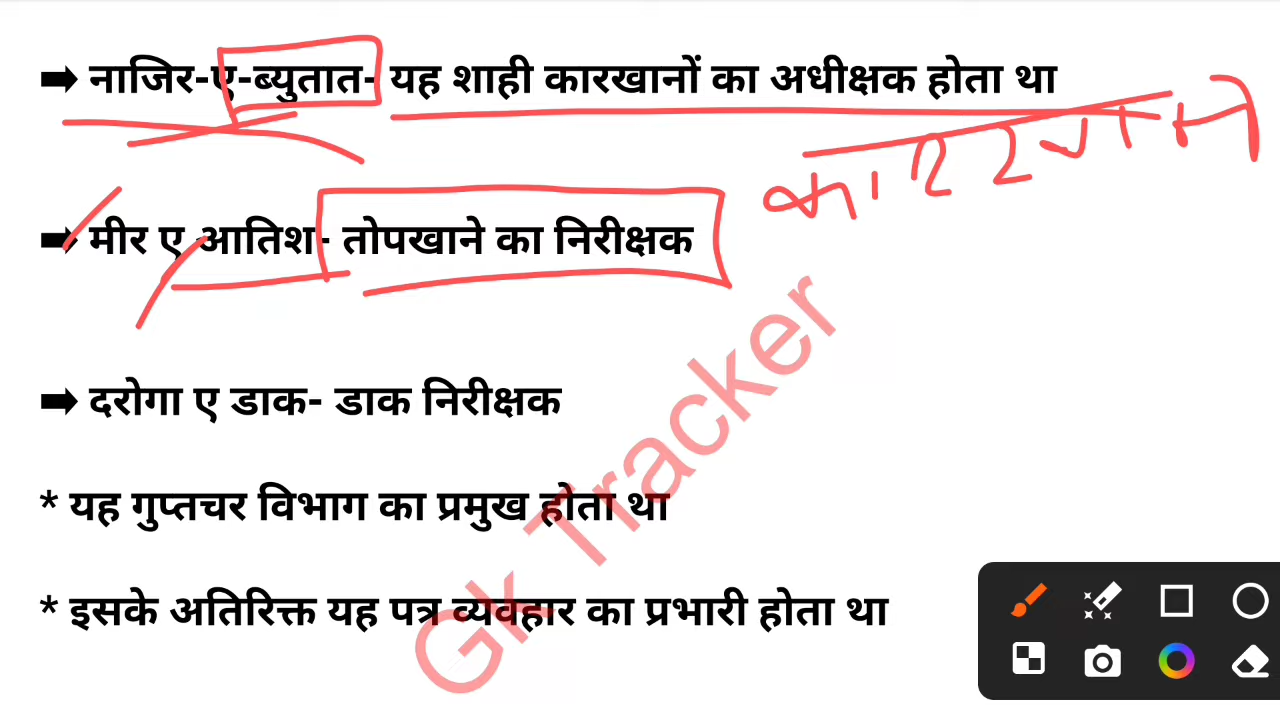 ➡ नाजिर-ए-ब्युतात- यह शाही कारखानों का अधीक्षक होता था
कारखाने
➡ मीर ए आतिश- तोपखाने का निरीक्षक
➡ दरोगा ए डाक- डाक निरीक्षक
* यह गुप्तचर विभाग का प्रमुख होता था
* इसके अतिरिक्त यह पत्र व्यवहार का प्रभारी होता था
Gk Tracker